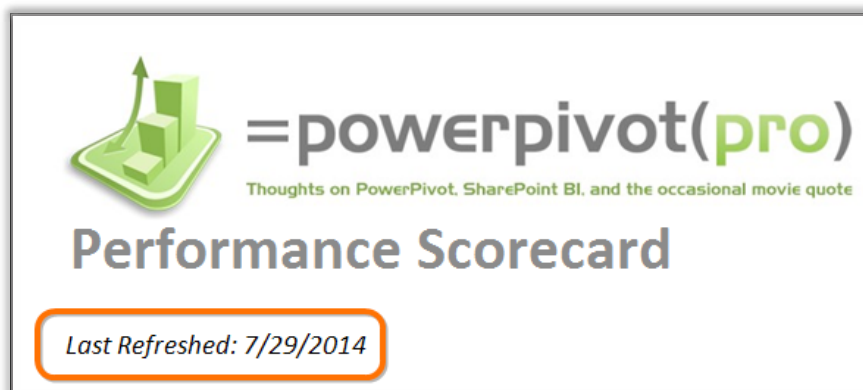 =powerpivot(pro)
Thoughts on PowerPivot, SharePoint BI, and the occasional movie quote
Performance Scorecard
Last Refreshed: 7/29/2014